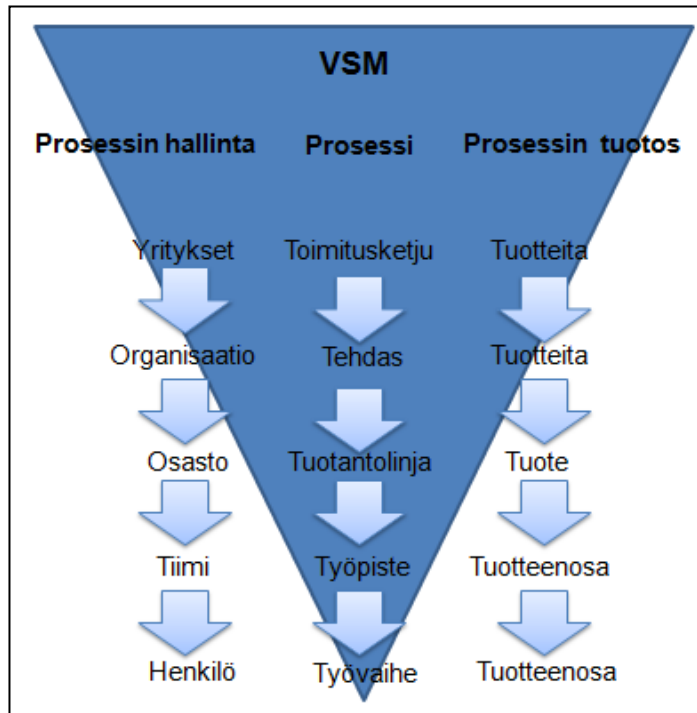 VSM
Prosessin hallinta Prosessi Prosessin tuotos
Yritykset Toimitusketju Tuotteita
Organisaatio Tehdas Tuotteita
Osasto Tuotantolinja Tuote
Tiimi Työpiste Tuotteenosa
Henkilö Työvaihe Tuotteenosa